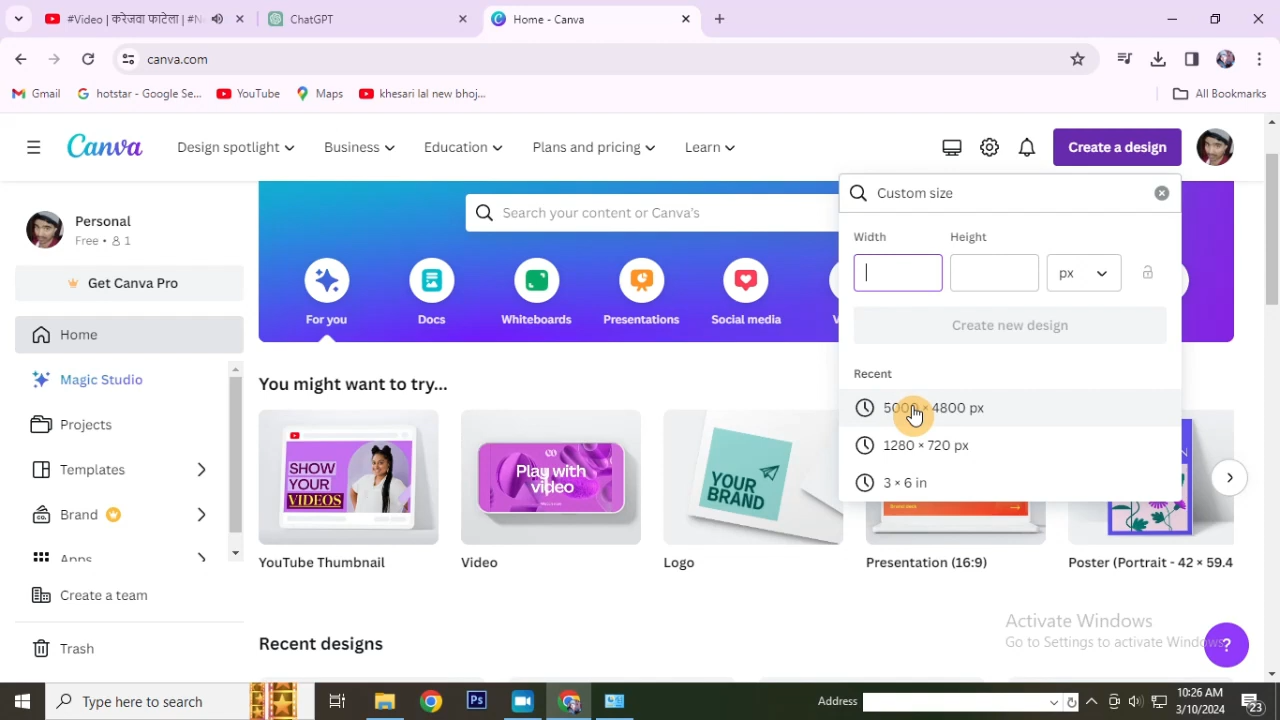 #Video | करेजवा फाटेला | #N
ChatGPT
Home - Canva
canva.com
Gmail
Google Se...
YouTube
Maps
khesari lal new bhoj...
All Bookmarks
Canva
Design spotlight
Business
Education
Plans and pricing
Learn
Create a design
Personal
Free • 1
Get Canva Pro
Home
Magic Studio
Projects
Templates
Brand
Apps
Create a team
Trash
Search your content or Canva's
For you
Docs
Whiteboards
Presentations
Social media
V
Custom size
Width
Height
px
Create new design
Recent
5000 × 4800 px
1280 × 720 px
3 × 6 in
You might want to try...
SHOW
YOUR
VIDEOS
Play with
video
YOUR
BRAND
YouTube Thumbnail
Video
Logo
Presentation (16:9)
Poster (Portrait - 42 × 59.4
Recent designs
Activate Windows
Go to Settings to activate Windows.
?
Type here to search
Ps
Address
10:26 AM
3/10/2024
23